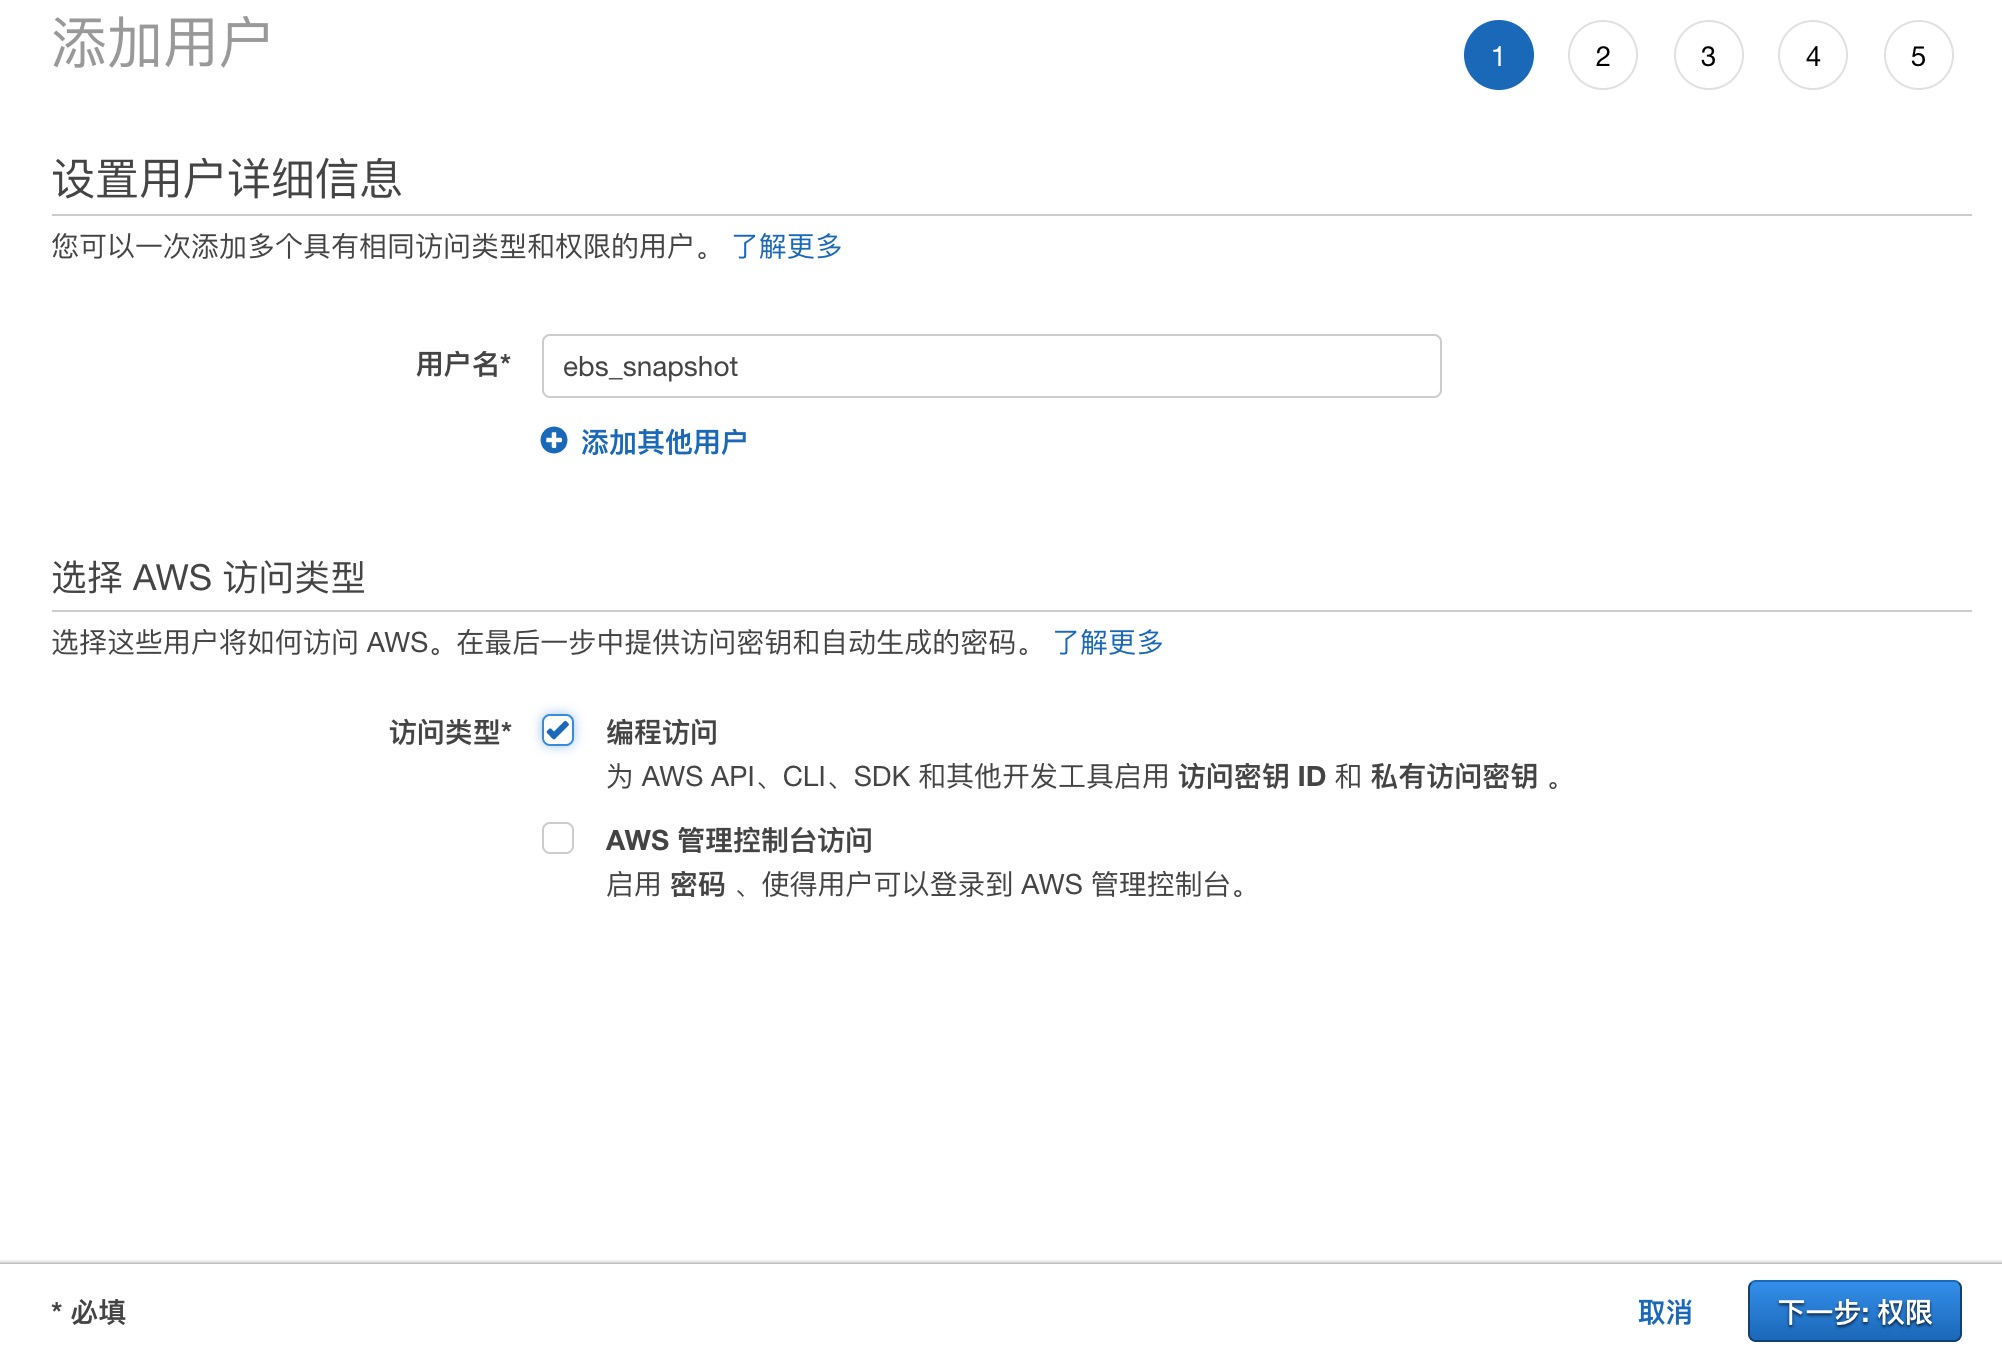 添加用户
1 2 3 4 5
设置用户详细信息
您可以一次添加多个具有相同访问类型和权限的用户。 了解更多
用户名* ebs_snapshot
添加其他用户
选择 AWS 访问类型
选择这些用户将如何访问 AWS。在最后一步中提供访问密钥和自动生成的密码。 了解更多
访问类型* 编程访问
为 AWS API、CLI、SDK 和其他开发工具启用 访问密钥 ID 和 私有访问密钥 。
AWS 管理控制台访问
启用 密码 、使得用户可以登录到 AWS 管理控制台。
* 必填 取消 下一步: 权限